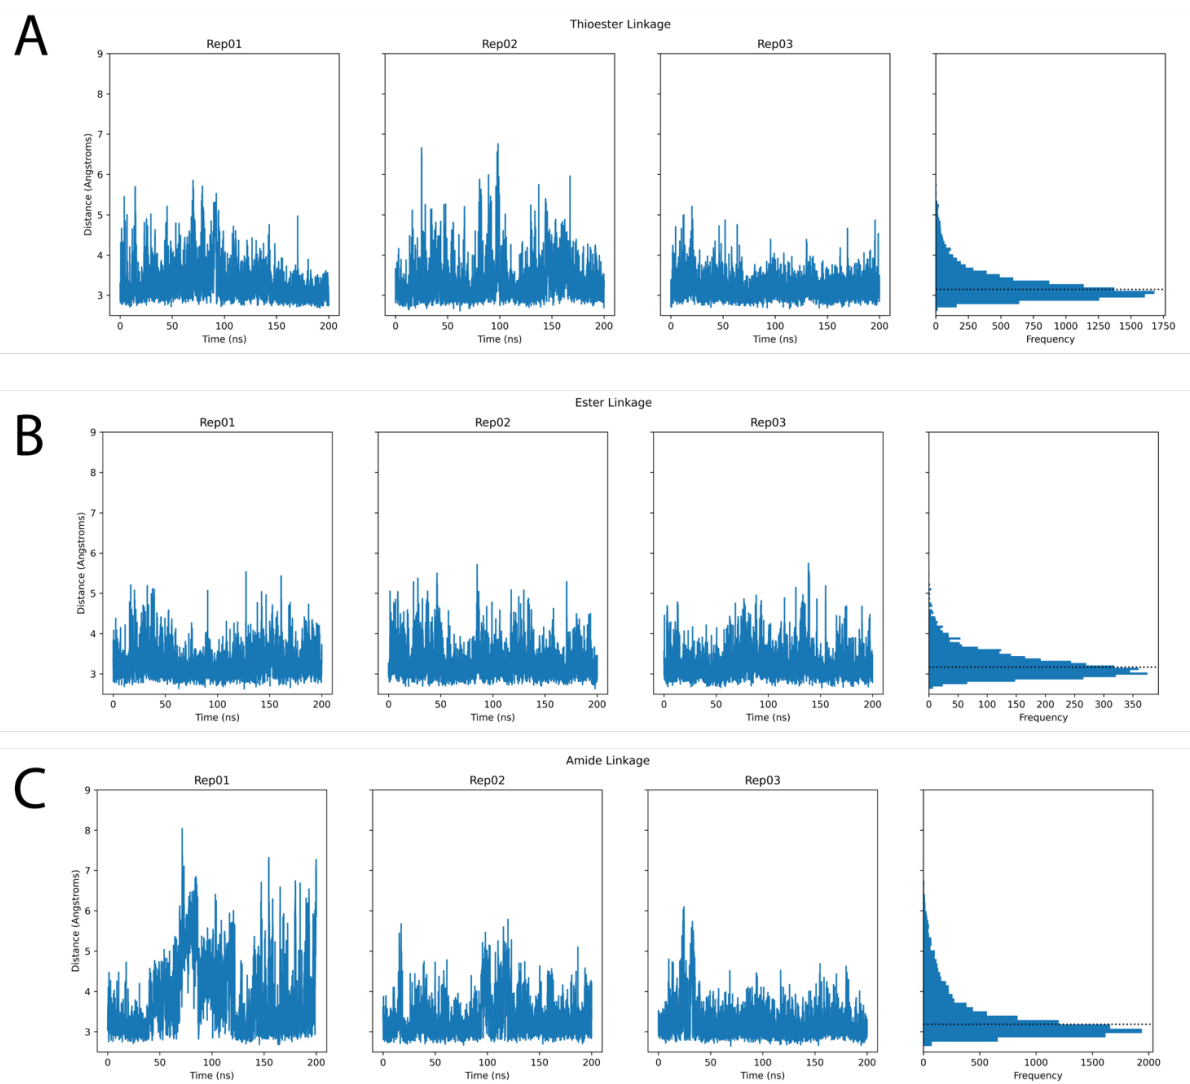 A
Thioester Linkage
Rep01 Rep02 Rep03
9
8
7
6
5
4
3
Distance (Angstroms)
0 50 100 150 200 0 50 100 150 200 0 50 100 150 200 0 250 500 750 1000 1250 1500 1750
Time (ns) Time (ns) Time (ns) Frequency
B
Ester Linkage
Rep01 Rep02 Rep03
9
8
7
6
5
4
3
Distance (Angstroms)
0 50 100 150 200 0 50 100 150 200 0 50 100 150 200 0 50 100 150 200 250 300 350
Time (ns) Time (ns) Time (ns) Frequency
C
Amide Linkage
Rep01 Rep02 Rep03
9
8
7
6
5
4
3
Distance (Angstroms)
0 50 100 150 200 0 50 100 150 200 0 50 100 150 200 0 500 1000 1500 2000
Time (ns) Time (ns) Time (ns) Frequency